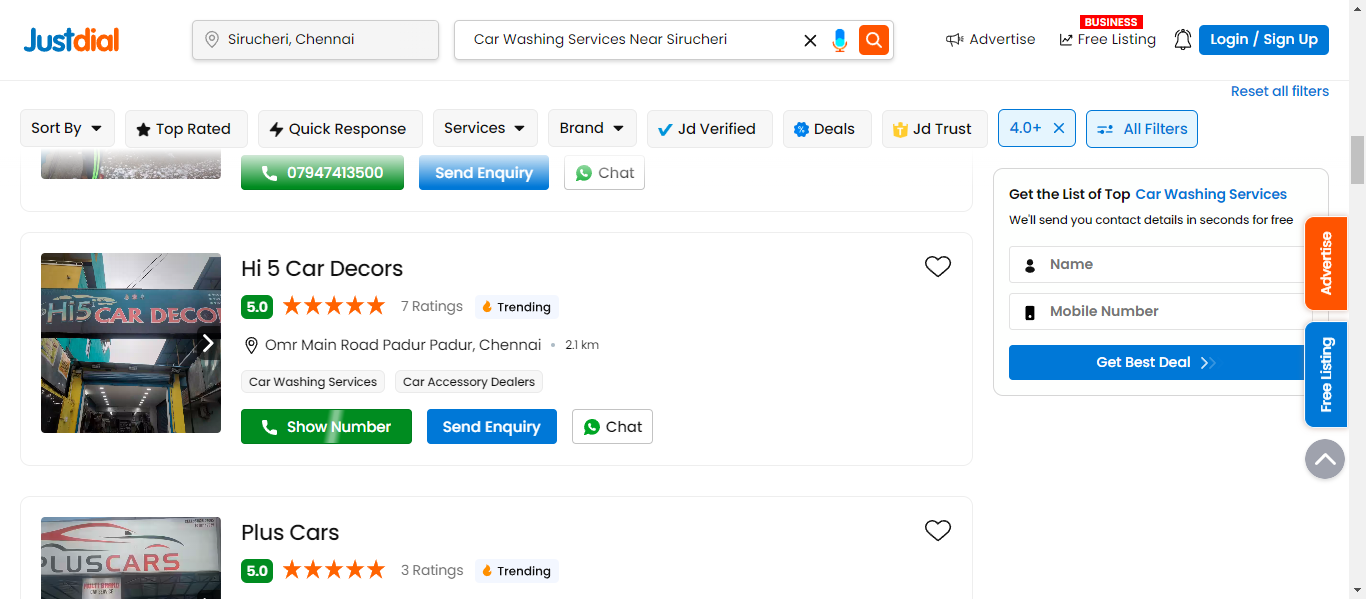 Justdial
Sirucheri, Chennai
Car Washing Services Near Sirucheri
Advertise
BUSINESS
Free Listing
Login / Sign Up
Reset all filters
Sort By
Top Rated
Quick Response
Services
Brand
Jd Verified
Deals
Jd Trust
4.0+
All Filters
07947413500
Send Enquiry
Chat
Hi 5 Car Decors
5.0
7 Ratings
Trending
Omr Main Road Padur Padur, Chennai • 2.1 km
Car Washing Services
Car Accessory Dealers
Show Number
Send Enquiry
Chat
Hi5 CAR DECO
Plus Cars
5.0
3 Ratings
Trending
PLUSCARS
Get the List of Top Car Washing Services
We'll send you contact details in seconds for free
Name
Mobile Number
Get Best Deal
Advertise
Free Listing